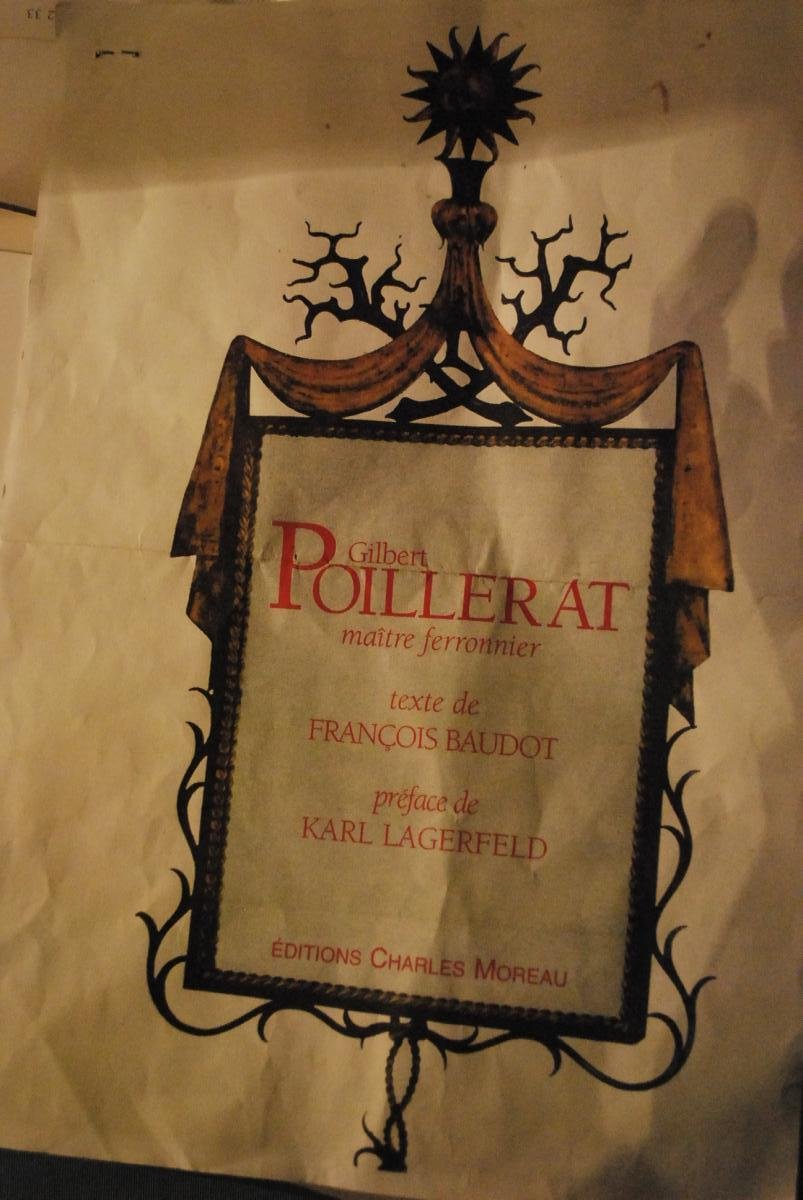 Gilbert
POILLERAT
maître ferronnier
texte de
FRANÇOIS BAUDOT
préface de
KARL LAGERFELD
ÉDITIONS CHARLES MOREAU